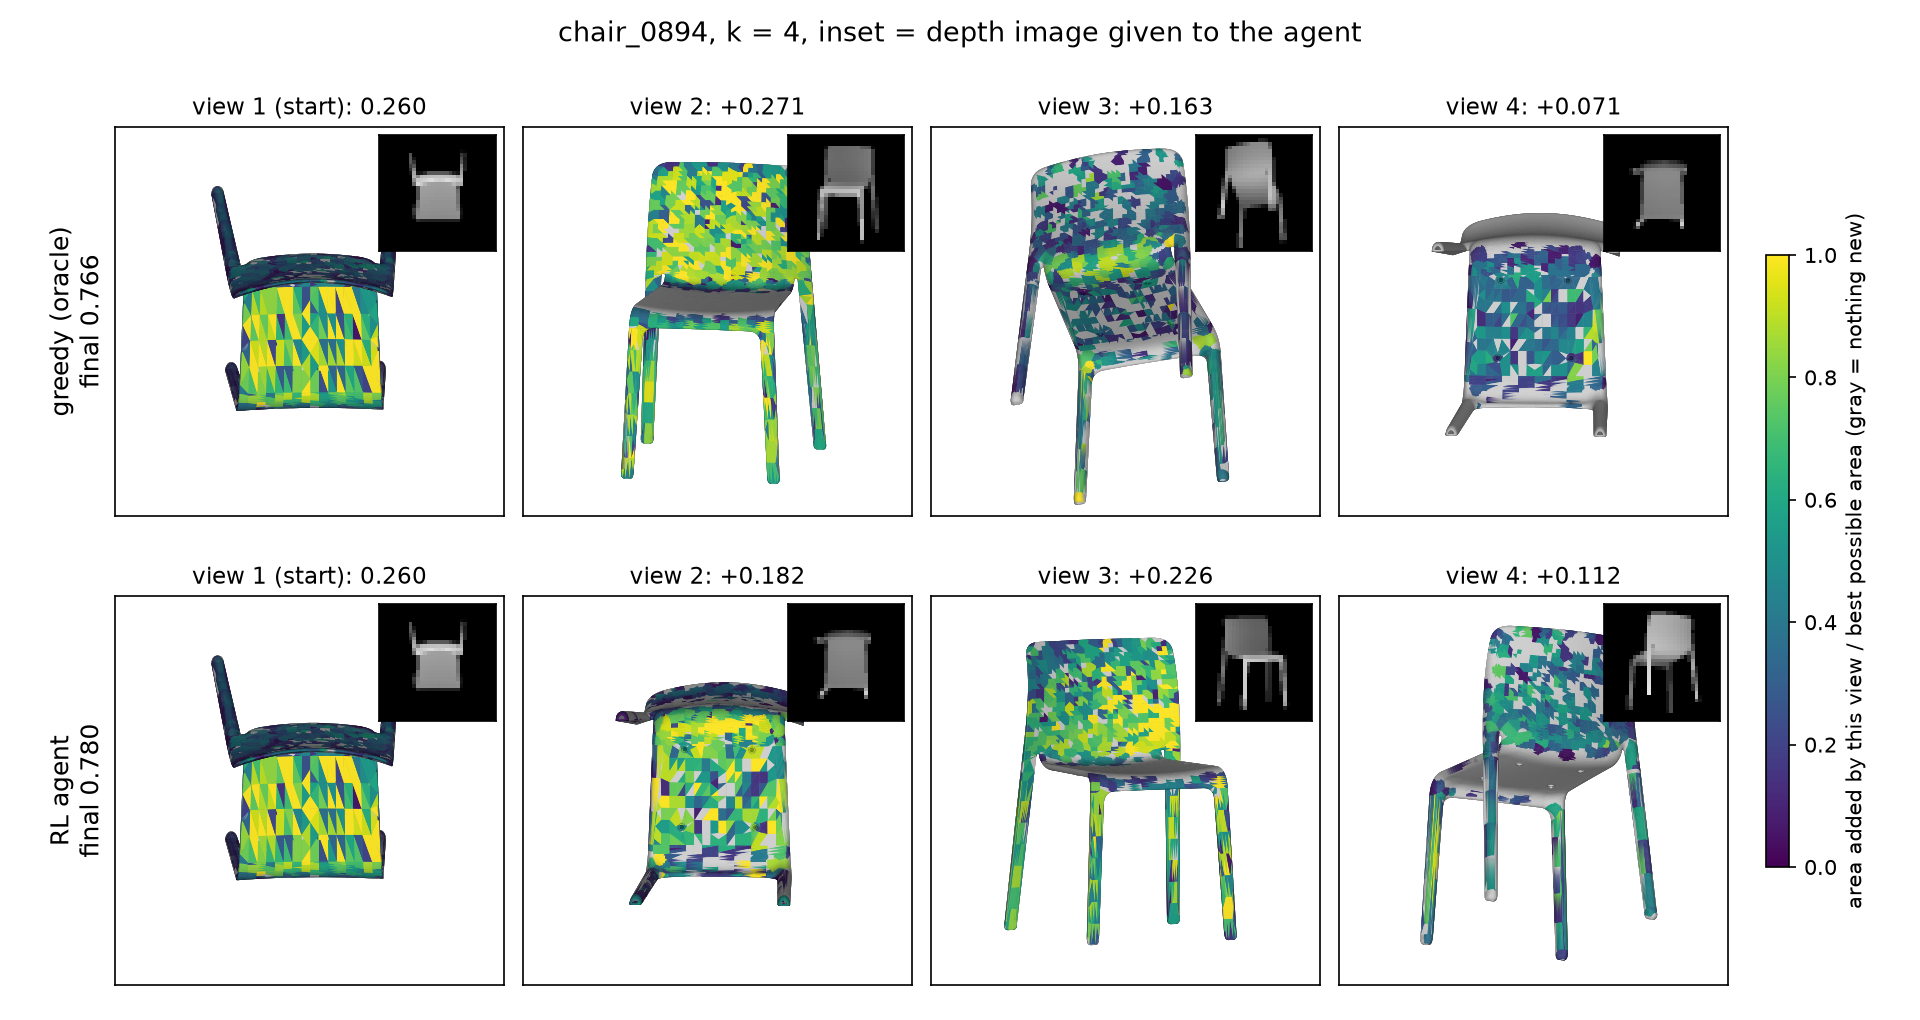 chair_0894, k = 4, inset = depth image given to the agent
greedy (oracle)
final 0.766
view 1 (start): 0.260
view 2: +0.271
view 3: +0.163
view 4: +0.071
RL agent
final 0.780
view 1 (start): 0.260
view 2: +0.182
view 3: +0.226
view 4: +0.112
1.0
0.8
0.6
0.4
0.2
0.0
area added by this view / best possible area (gray = nothing new)